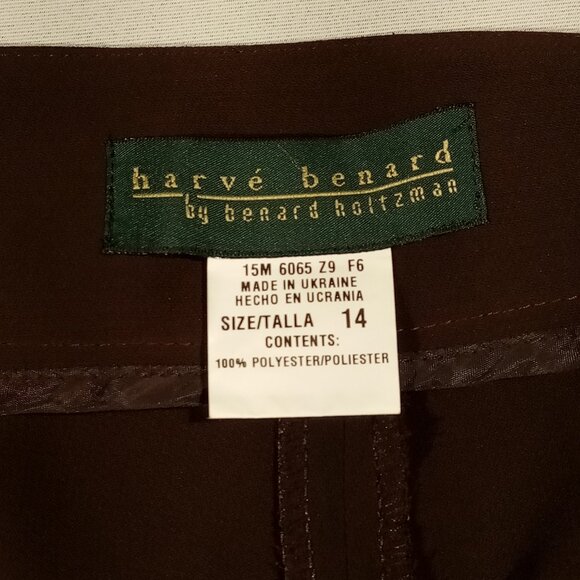 harvé benard
by benard holtzman
15M 6065 Z9 F6
MADE IN UKRAINE
HECHO EN UCRANIA
SIZE/TALLA 14
CONTENTS:
100% POLYESTER/POLIESTER